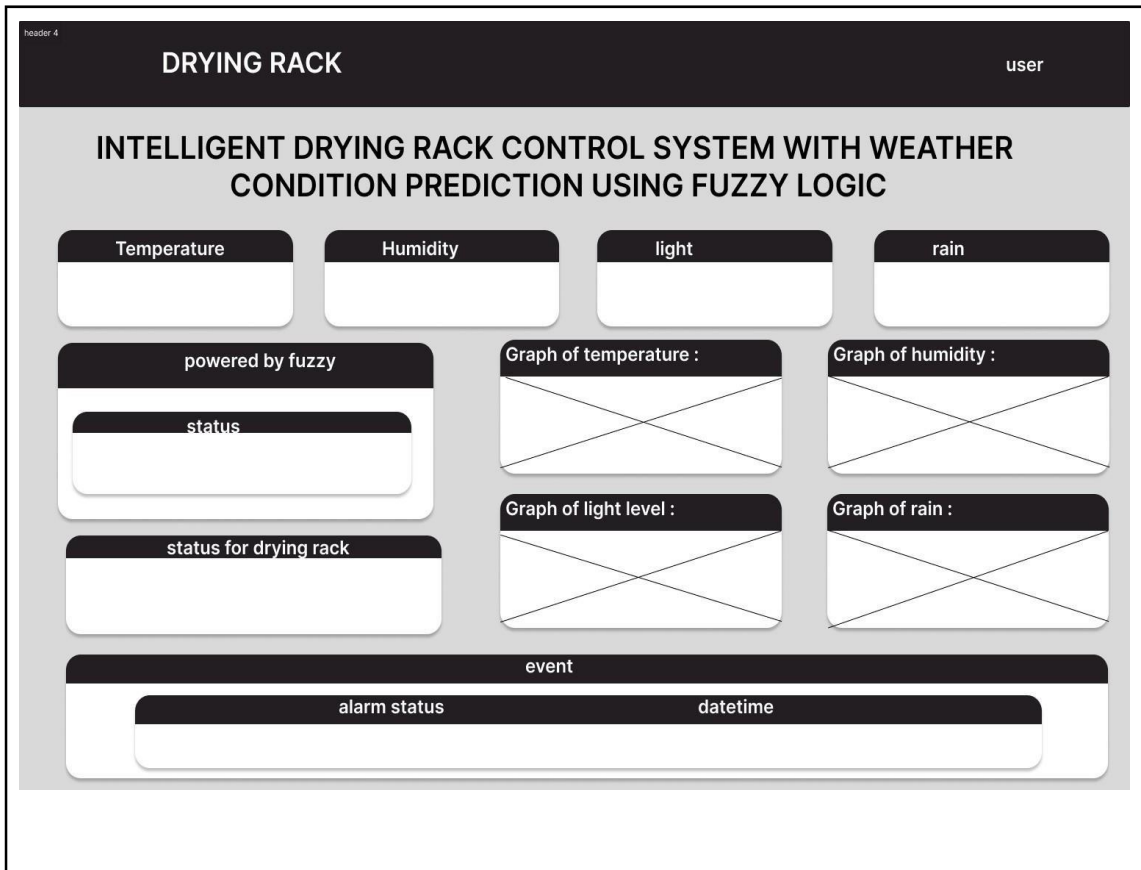 header 4
DRYING RACK
user
INTELLIGENT DRYING RACK CONTROL SYSTEM WITH WEATHER
CONDITION PREDICTION USING FUZZY LOGIC
Temperature
Humidity
light
rain
powered by fuzzy
status
status for drying rack
Graph of temperature :
Graph of humidity :
Graph of light level :
Graph of rain :
event
alarm status
datetime